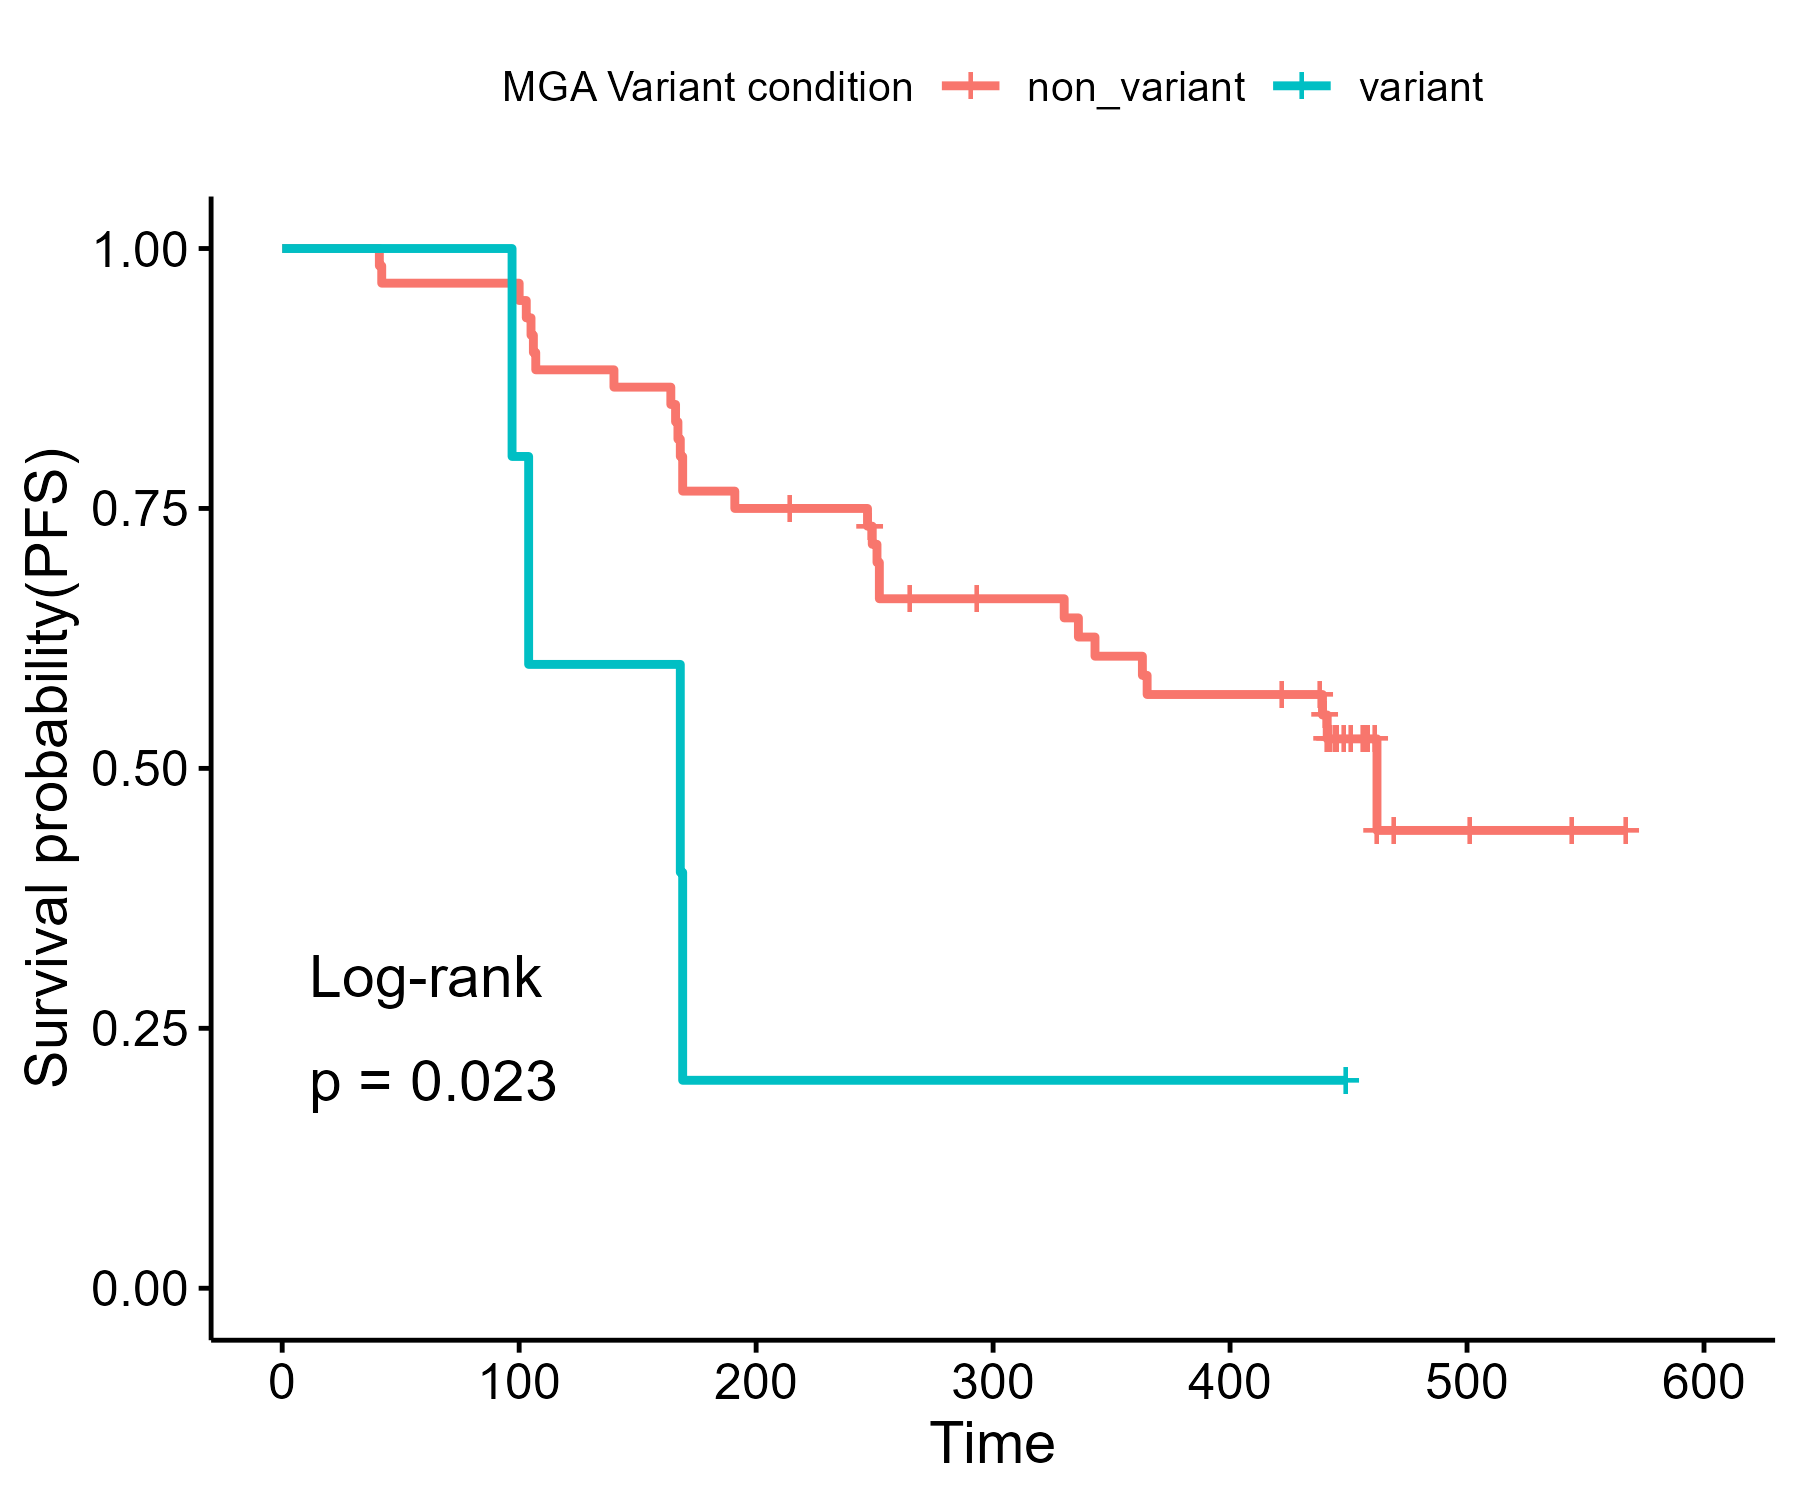 MGA Variant condition non_variant variant
Survival probability(PFS)
1.00
0.75
0.50
0.25
0.00
Log-rank
p = 0.023
0 100 200 300 400 500 600
Time